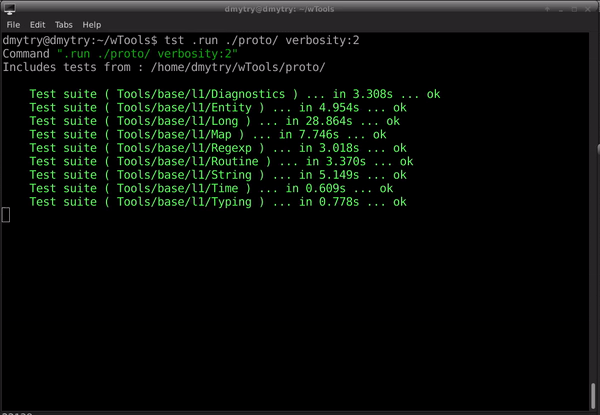 dmytry@dmytry: ~/wTools
File Edit Tabs Help
dmytry@dmytry:~/wTools$ tst .run ./proto/ verbosity:2
Command ".run ./proto/ verbosity:2"
Includes tests from : /home/dmytry/wTools/proto/
Test suite ( Tools/base/l1/Diagnostics ) ... in 3.308s ... ok
Test suite ( Tools/base/l1/Entity ) ... in 4.954s ... ok
Test suite ( Tools/base/l1/Long ) ... in 28.864s ... ok
Test suite ( Tools/base/l1/Map ) ... in 7.746s ... ok
Test suite ( Tools/base/l1/Regexp ) ... in 3.018s ... ok
Test suite ( Tools/base/l1/Routine ) ... in 3.370s ... ok
Test suite ( Tools/base/l1/String ) ... in 5.149s ... ok
Test suite ( Tools/base/l1/Time ) ... in 0.609s ... ok
Test suite ( Tools/base/l1/Typing ) ... in 0.778s ... ok